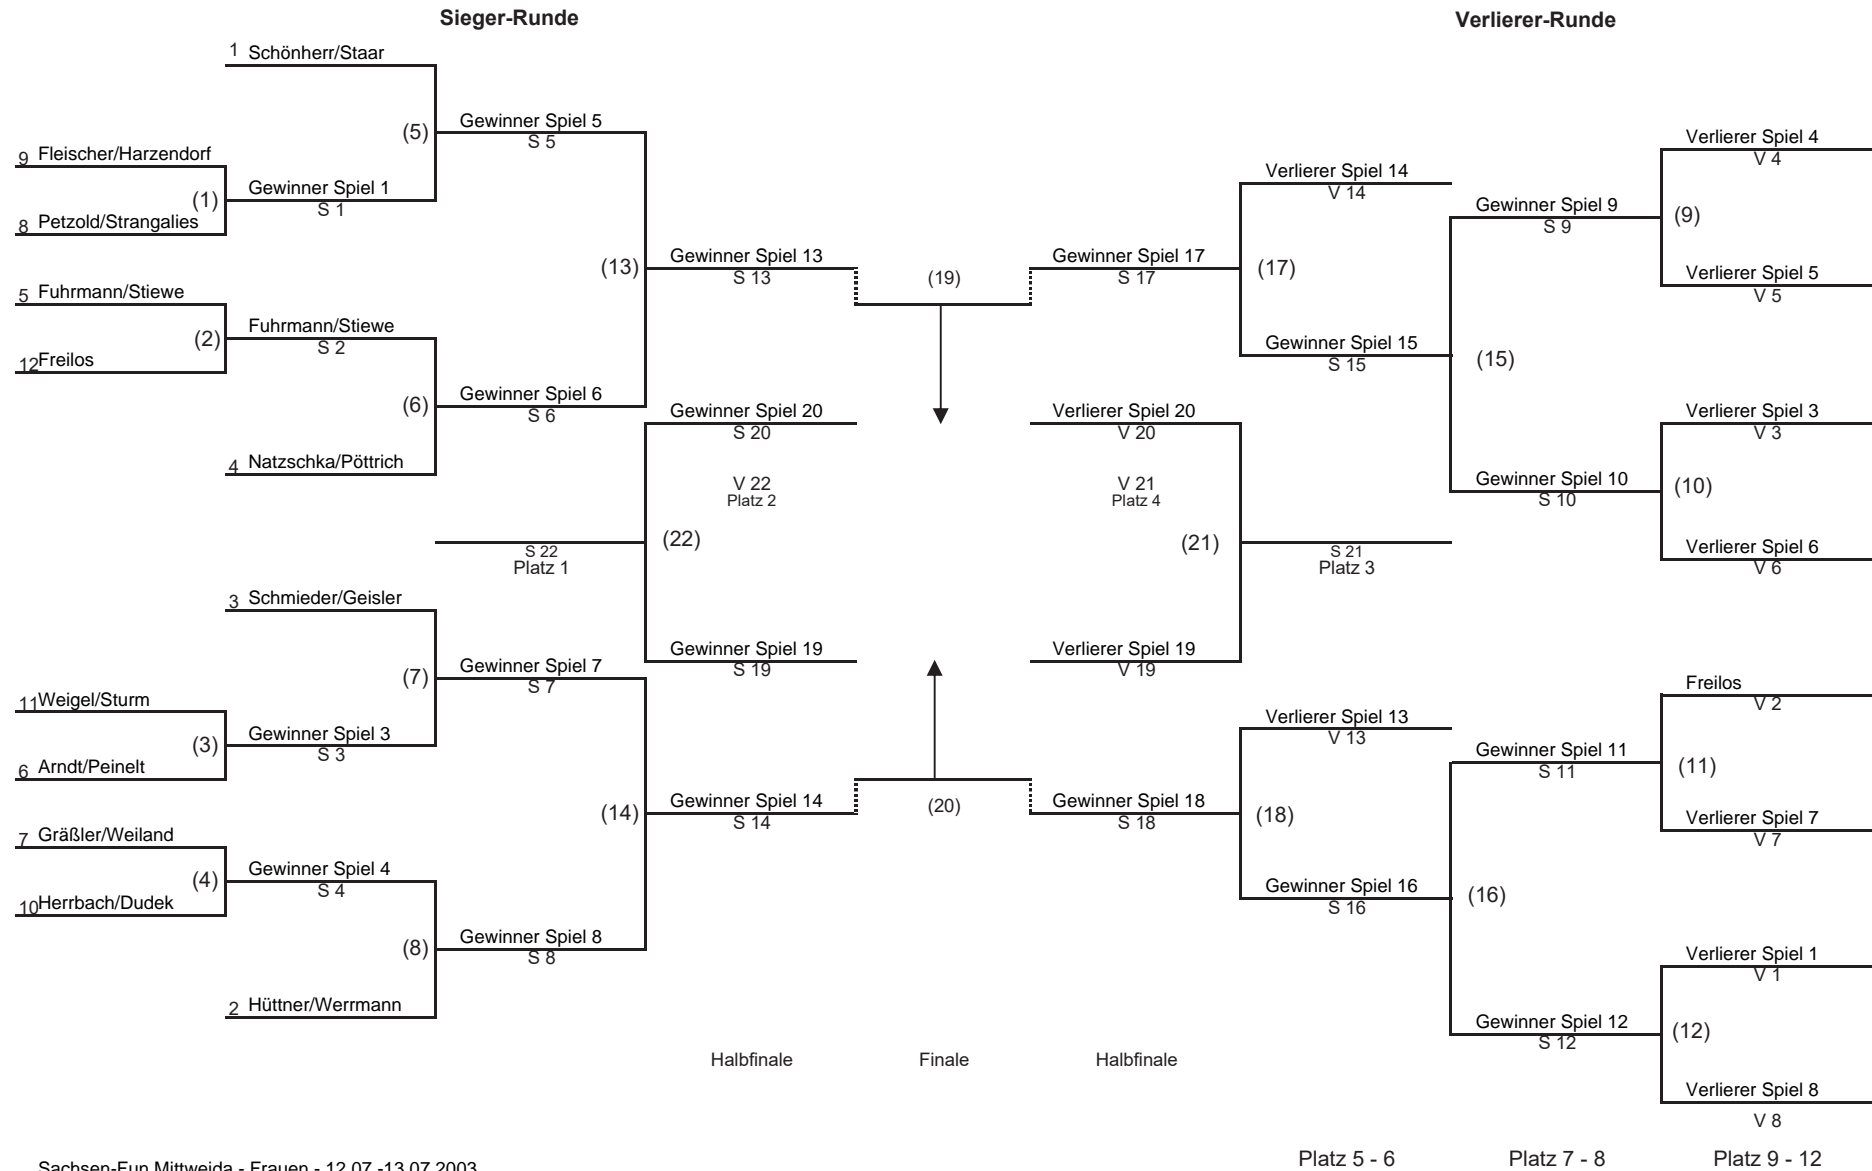 Sieger-Runde
Verlierer-Runde
1 Schönherr/Staar
(5)
Gewinner Spiel 5
S 5
9 Fleischer/Harzendorf
(1)
Gewinner Spiel 1
S 1
8 Petzold/Strangalies
(13)
Gewinner Spiel 13
S 13
5 Fuhrmann/Stiewe
(2)
Fuhrmann/Stiewe
S 2
12 Freilos
(6)
Gewinner Spiel 6
S 6
4 Natzschka/Pöttrich
(19)
Gewinner Spiel 17
S 17
(17)
Verlierer Spiel 14
V 14
Gewinner Spiel 15
S 15
(15)
Gewinner Spiel 9
S 9
(9)
Verlierer Spiel 4
V 4
Verlierer Spiel 5
V 5
Verlierer Spiel 3
V 3
Gewinner Spiel 10
S 10
(10)
Verlierer Spiel 6
V 6
Gewinner Spiel 20
S 20
V 22
Platz 2
(22)
S 22
Platz 1
Gewinner Spiel 19
S 19
Verlierer Spiel 20
V 20
V 21
Platz 4
(21)
S 21
Platz 3
Verlierer Spiel 19
V 19
3 Schmieder/Geisler
(7)
Gewinner Spiel 7
S 7
11 Weigel/Sturm
(3)
Gewinner Spiel 3
S 3
6 Arndt/Peinelt
(14)
Gewinner Spiel 14
S 14
7 Gräßler/Weiland
(4)
Gewinner Spiel 4
S 4
10 Herrbach/Dudek
(8)
Gewinner Spiel 8
S 8
2 Hüttner/Werrmann
(20)
Gewinner Spiel 18
S 18
(18)
Verlierer Spiel 13
V 13
Gewinner Spiel 16
S 16
(16)
Gewinner Spiel 11
S 11
(11)
Freilos
V 2
Verlierer Spiel 7
V 7
Verlierer Spiel 1
V 1
Gewinner Spiel 12
S 12
(12)
Verlierer Spiel 8
V 8
Halbfinale
Finale
Halbfinale
Platz 5 - 6
Platz 7 - 8
Platz 9 - 12
Sachsen-Fun Mittweida - Frauen - 12.07.-13.07.2003